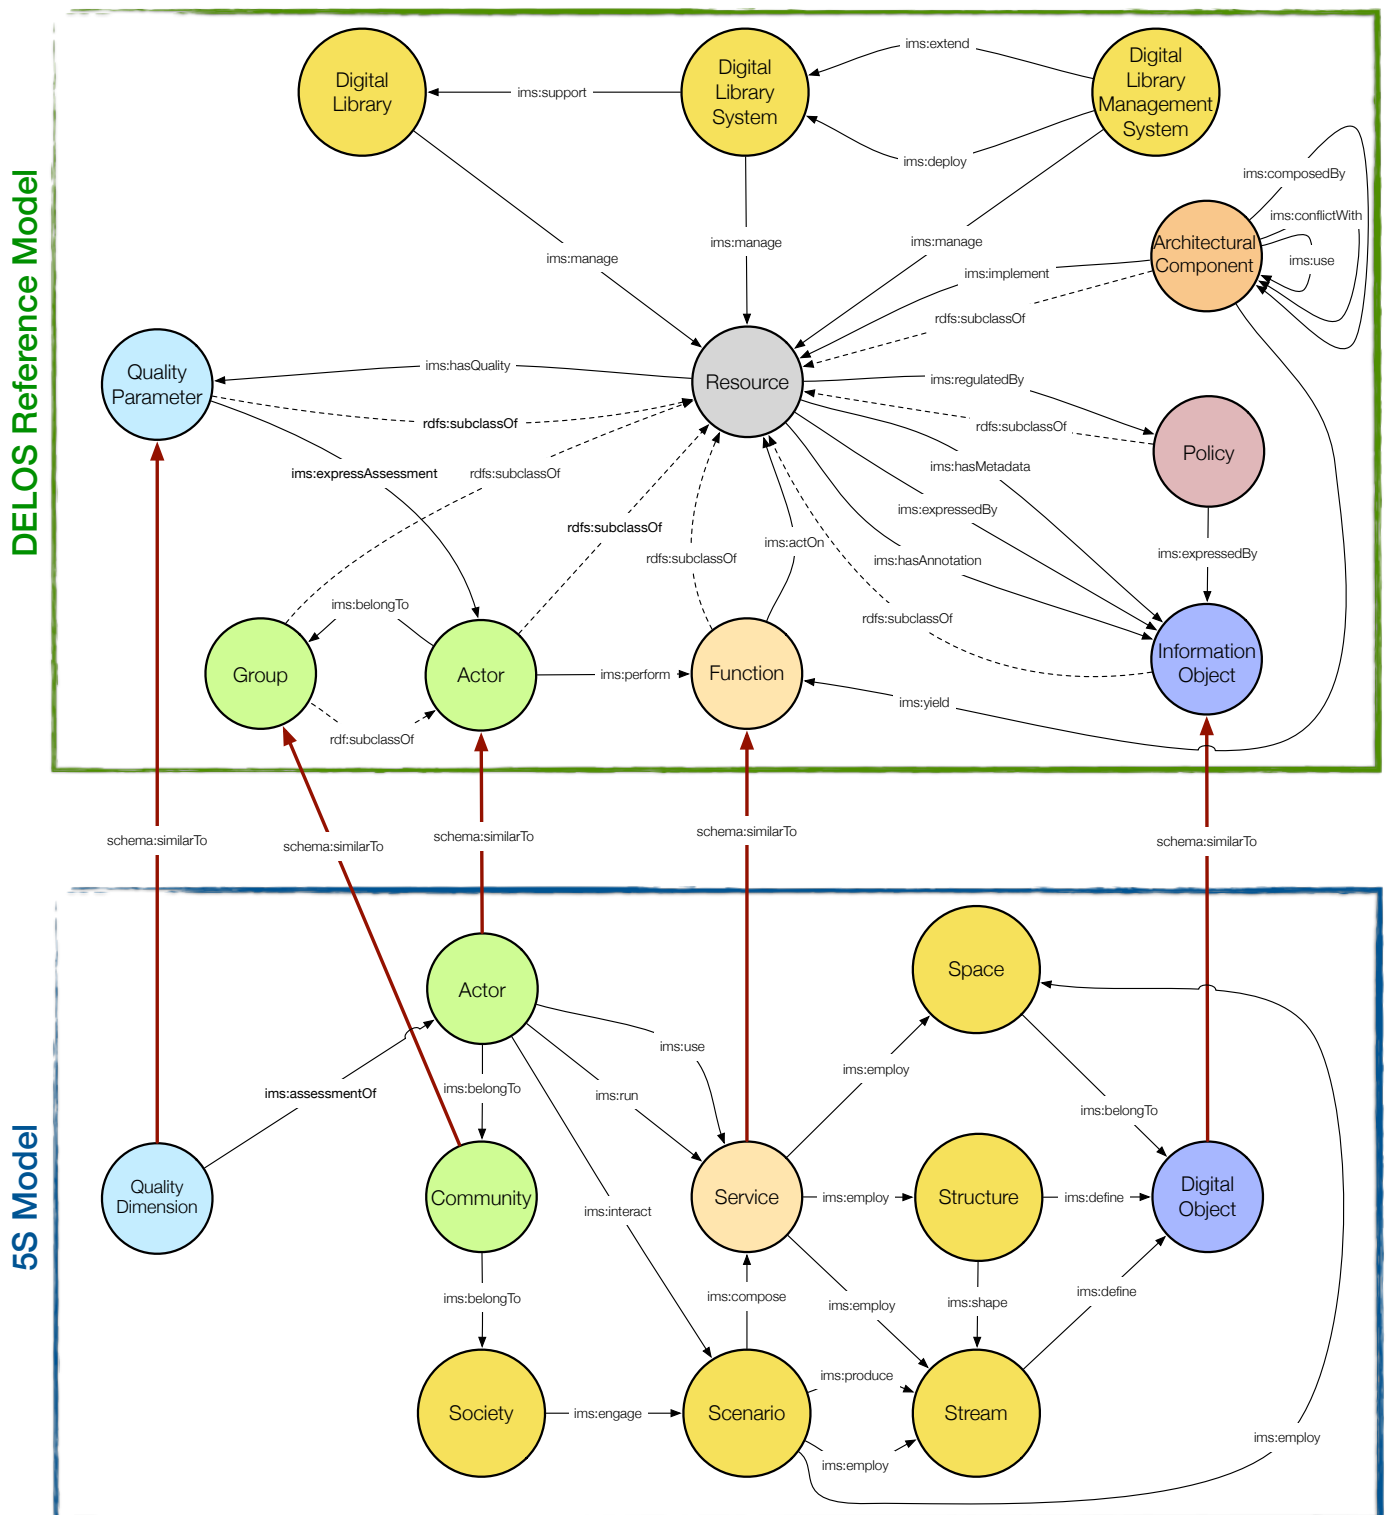 DELOS Reference Model
Digital
Library
ims:support
Digital
Library
System
ims:extend
ims:deploy
Digital
Library
Management
System
ims:composedBy
ims:conflictWith
ims:use
Architectural
Component
ims:manage
ims:manage
ims:manage
ims:implement
rdfs:subclassOf
Quality
Parameter
ims:hasQuality
Resource
ims:regulatedBy
rdfs:subclassOf
rdfs:subclassOf
Policy
ims:expressAssessment
rdfs:subclassOf
ims:hasMetadata
ims:expressedBy
rdfs:subclassOf
ims:actOn
rdfs:subclassOf
ims:hasAnnotation
ims:expressedBy
ims:belongTo
rdfs:subclassOf
Group
Actor
ims:perform
Function
Information
Object
ims:yield
rdf:subclassOf
schema:similarTo
schema:similarTo
schema:similarTo
schema:similarTo
schema:similarTo
5S Model
Actor
Space
ims:use
ims:employ
ims:assessmentOf
ims:belongTo
ims:run
ims:belongTo
Quality
Dimension
Community
Service
ims:employ
Structure
ims:define
Digital
Object
ims:interact
ims:belongTo
ims:compose
ims:employ
ims:shape
ims:define
ims:produce
Society
ims:engage
Scenario
Stream
ims:employ
ims:employ